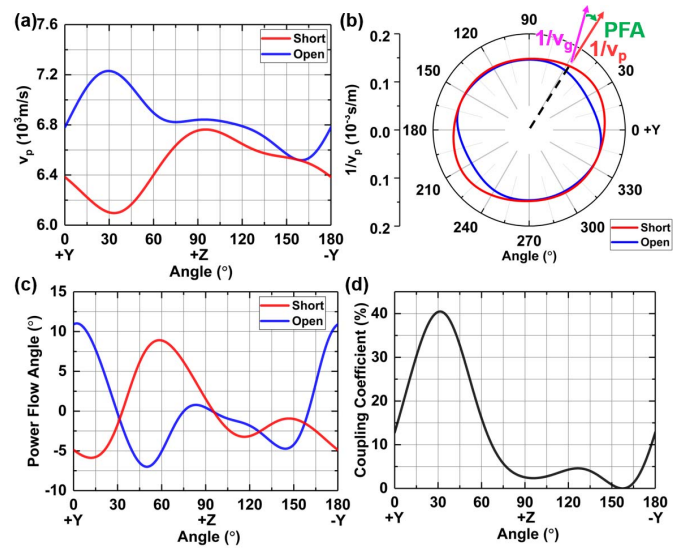 (a)
7.6
7.2
6.8
6.4
6.0
v_p (10³m/s)
Short
Open
0 30 60 90 120 150 180
+Y +Z -Y
Angle (°)
(b)
0.2
0.1
0.0
0.1
0.2
1/v_p (10⁻³s/m)
90
120
150
180
210
240
270
300
330
0 +Y
30
PFA
1/v_g
1/v_p
Short
Open
Angle (°)
(c)
15
10
5
0
-5
-10
Power Flow Angle (°)
Short
Open
0 30 60 90 120 150 180
+Y +Z -Y
Angle (°)
(d)
40
30
20
10
0
Coupling Coefficient (%)
0 30 60 90 120 150 180
+Y +Z -Y
Angle (°)